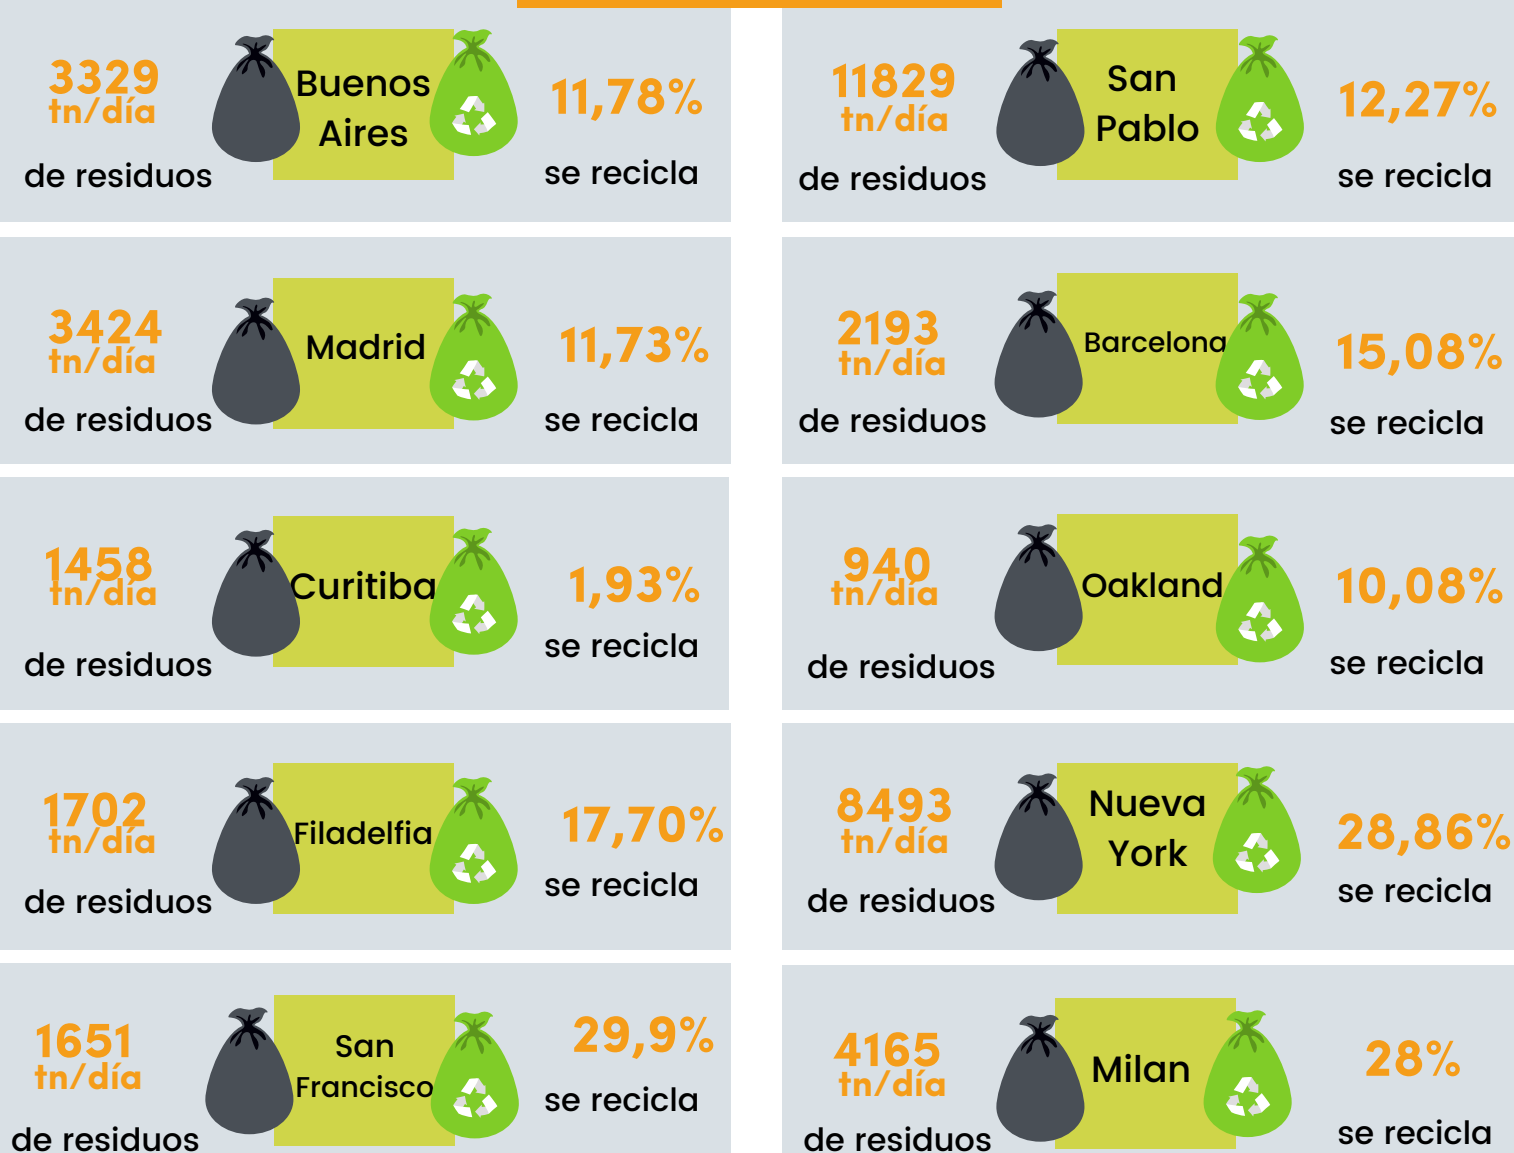 3329
tn/día
de residuos
Buenos
Aires
11,78%
se recicla
11829
tn/día
de residuos
San
Pablo
12,27%
se recicla
3424
tn/día
de residuos
Madrid
11,73%
se recicla
2193
tn/día
de residuos
Barcelona
15,08%
se recicla
1458
tn/día
de residuos
Curitiba
1,93%
se recicla
940
tn/día
de residuos
Oakland
10,08%
se recicla
1702
tn/día
de residuos
Filadelfia
17,70%
se recicla
8493
tn/día
de residuos
Nueva
York
28,86%
se recicla
1651
tn/día
de residuos
San
Francisco
29,9%
se recicla
4165
tn/día
de residuos
Milan
28%
se recicla